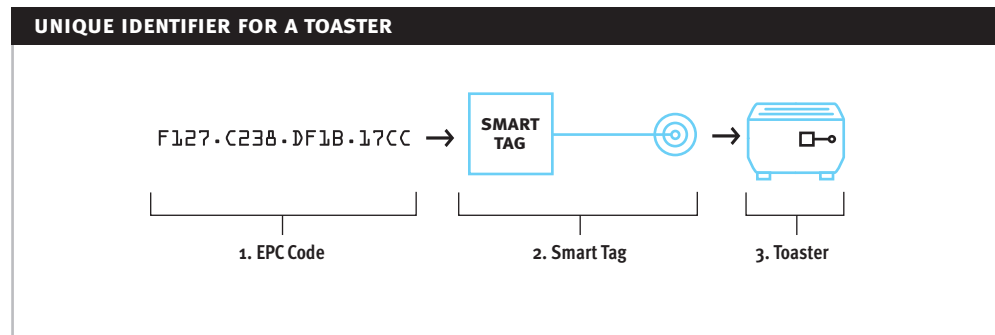 UNIQUE IDENTIFIER FOR A TOASTER
F127.C238.DF1B.17CC
SMART
TAG
1. EPC Code
2. Smart Tag
3. Toaster